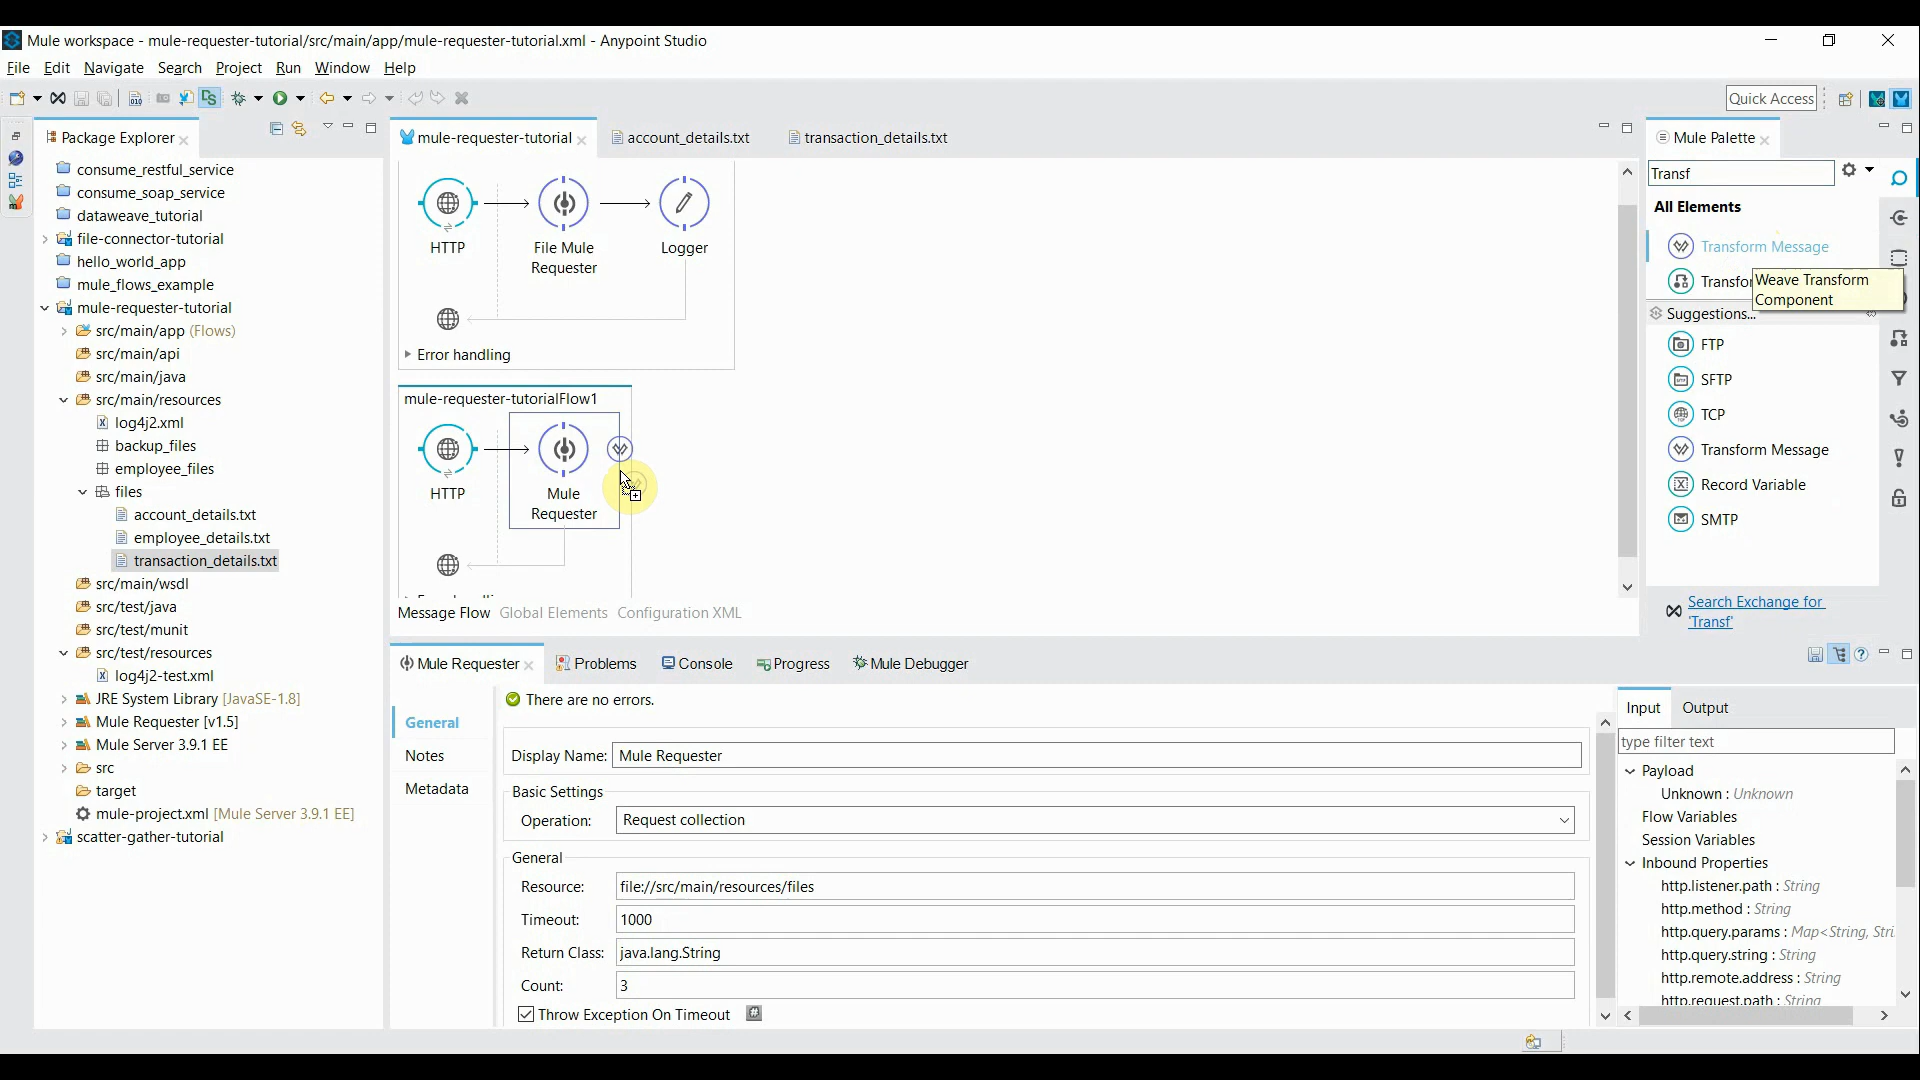 Mule workspace - mule-requester-tutorial/src/main/app/mule-requester-tutorial.xml - Anypoint Studio
File Edit Navigate Search Project Run Window Help
Quick Access
Package Explorer
consume_restful_service
consume_soap_service
dataweave_tutorial
file-connector-tutorial
hello_world_app
mule_flows_example
mule-requester-tutorial
src/main/app (Flows)
src/main/api
src/main/java
src/main/resources
log4j2.xml
backup_files
employee_files
files
account_details.txt
employee_details.txt
transaction_details.txt
src/main/wsdl
src/test/java
src/test/munit
src/test/resources
log4j2-test.xml
JRE System Library [JavaSE-1.8]
Mule Requester [v1.5]
Mule Server 3.9.1 EE
src
target
mule-project.xml [Mule Server 3.9.1 EE]
scatter-gather-tutorial
mule-requester-tutorial account_details.txt transaction_details.txt
HTTP
File Mule
Requester
Logger
Error handling
mule-requester-tutorialFlow1
HTTP
Mule
Requester
Message Flow Global Elements Configuration XML
Mule Palette
Transf
All Elements
Transform Message
Transfor
Weave Transform
Component
Suggestions...
FTP
SFTP
TCP
Transform Message
Record Variable
SMTP
Search Exchange for
'Transf'
Mule Requester Problems Console Progress Mule Debugger
General
Notes
Metadata
There are no errors.
Display Name: Mule Requester
Basic Settings
Operation: Request collection
General
Resource: file://src/main/resources/files
Timeout: 1000
Return Class: java.lang.String
Count: 3
Throw Exception On Timeout
Input Output
type filter text
Payload
Unknown : Unknown
Flow Variables
Session Variables
Inbound Properties
http.listener.path : String
http.method : String
http.query.params : Map<String, Stri
http.query.string : String
http.remote.address : String
http.request.path : String